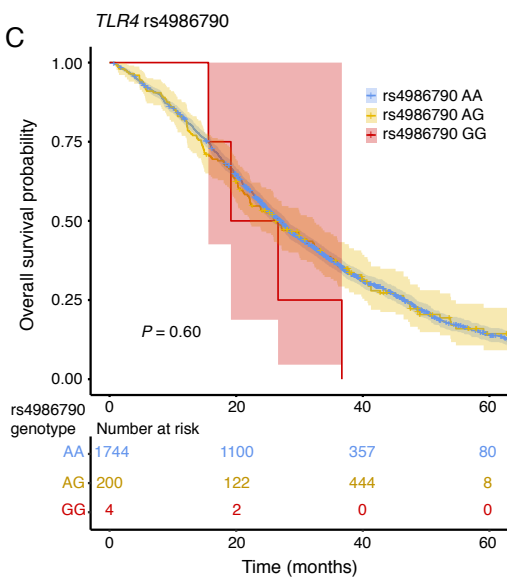 C
TLR4 rs4986790
Overall survival probability
1.00
0.75
0.50
0.25
0.00
rs4986790 AA
rs4986790 AG
rs4986790 GG
P = 0.60
0 20 40 60
rs4986790
genotype Number at risk
AA 1744 1100 357 80
AG 200 122 444 8
GG 4 2 0 0
0 20 40 60
Time (months)